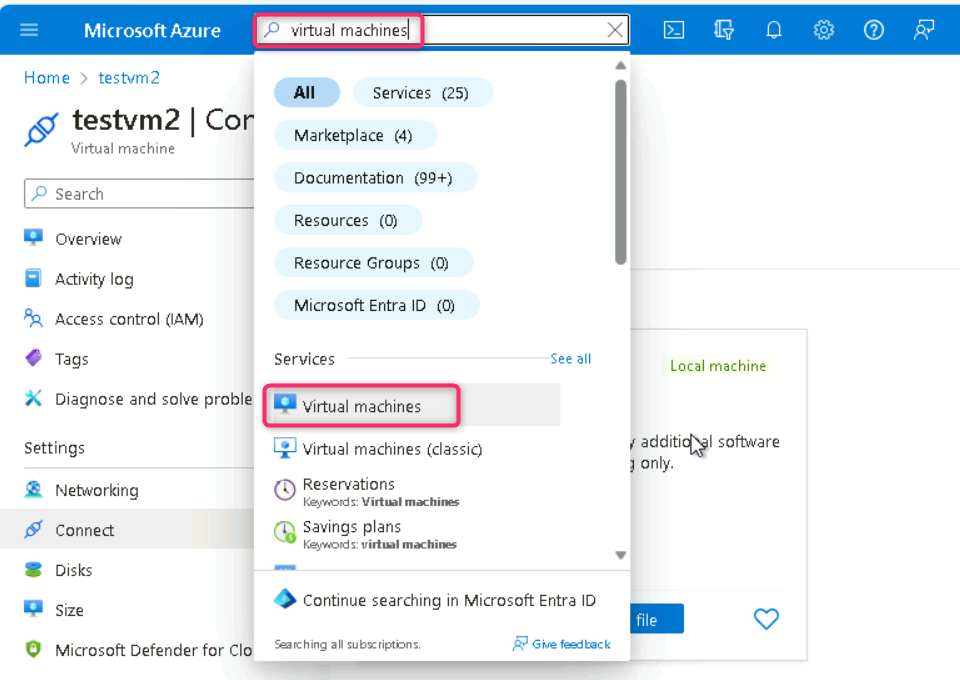 Microsoft Azure
virtual machines
Home > testvm2
testvm2 | Con
Virtual machine
Search
Overview
Activity log
Access control (IAM)
Tags
Diagnose and solve proble
Settings
Networking
Connect
Disks
Size
Microsoft Defender for Clo
All
Services (25)
Marketplace (4)
Documentation (99+)
Resources (0)
Resource Groups (0)
Microsoft Entra ID (0)
Services
See all
Virtual machines
Virtual machines (classic)
Reservations
Keywords: Virtual machines
Savings plans
Keywords: virtual machines
Continue searching in Microsoft Entra ID
Searching all subscriptions.
Give feedback
Local machine
y additional software
g only.
file